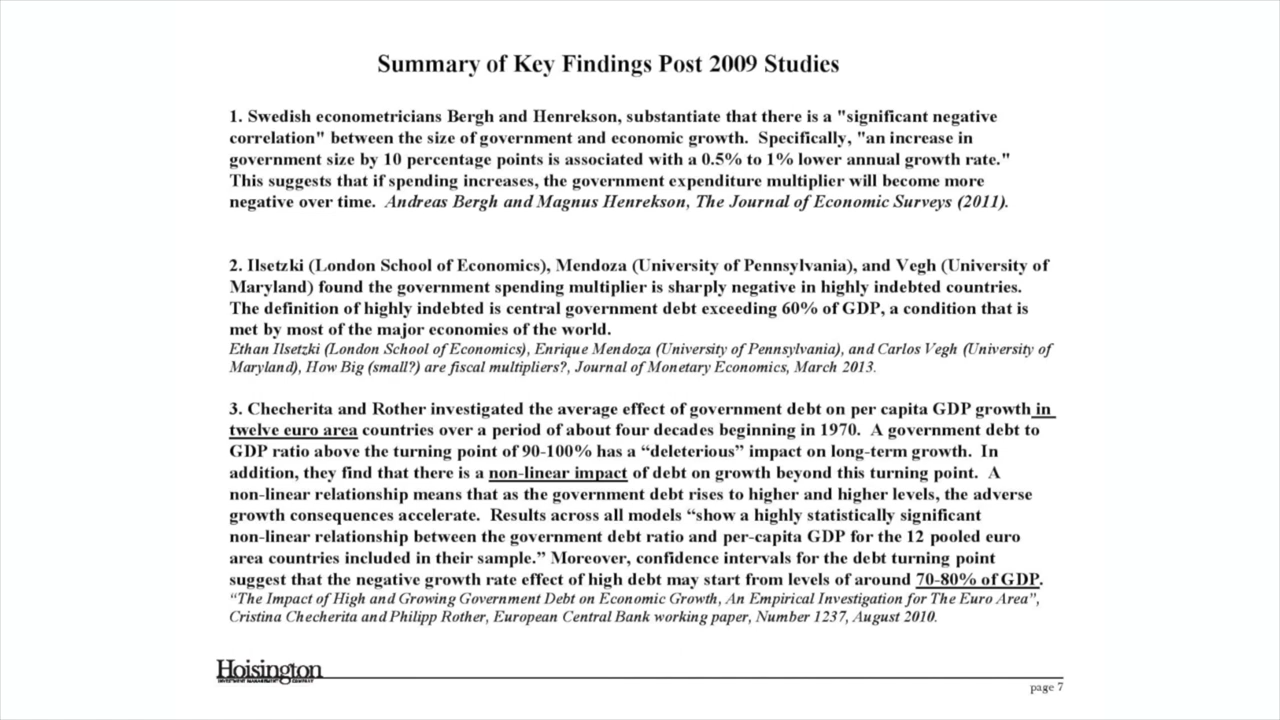 Summary of Key Findings Post 2009 Studies
1. Swedish econometricians Bergh and Henrekson, substantiate that there is a "significant negative
correlation" between the size of government and economic growth. Specifically, "an increase in
government size by 10 percentage points is associated with a 0.5% to 1% lower annual growth rate."
This suggests that if spending increases, the government expenditure multiplier will become more
negative over time. Andreas Bergh and Magnus Henrekson, The Journal of Economic Surveys (2011).
2. Ilsetzki (London School of Economics), Mendoza (University of Pennsylvania), and Vegh (University of
Maryland) found the government spending multiplier is sharply negative in highly indebted countries.
The definition of highly indebted is central government debt exceeding 60% of GDP, a condition that is
met by most of the major economies of the world.
Ethan Ilsetzki (London School of Economics), Enrique Mendoza (University of Pennsylvania), and Carlos Vegh (University of
Maryland), How Big (small?) are fiscal multipliers?, Journal of Monetary Economics, March 2013.
3. Checherita and Rother investigated the average effect of government debt on per capita GDP growth in
twelve euro area countries over a period of about four decades beginning in 1970. A government debt to
GDP ratio above the turning point of 90-100% has a “deleterious” impact on long-term growth. In
addition, they find that there is a non-linear impact of debt on growth beyond this turning point. A
non-linear relationship means that as the government debt rises to higher and higher levels, the adverse
growth consequences accelerate. Results across all models “show a highly statistically significant
non-linear relationship between the government debt ratio and per-capita GDP for the 12 pooled euro
area countries included in their sample.” Moreover, confidence intervals for the debt turning point
suggest that the negative growth rate effect of high debt may start from levels of around 70-80% of GDP.
“The Impact of High and Growing Government Debt on Economic Growth, An Empirical Investigation for The Euro Area”,
Cristina Checherita and Philipp Rother, European Central Bank working paper, Number 1237, August 2010.
Hoisington
INVESTMENT MANAGEMENT COMPANY
page 7